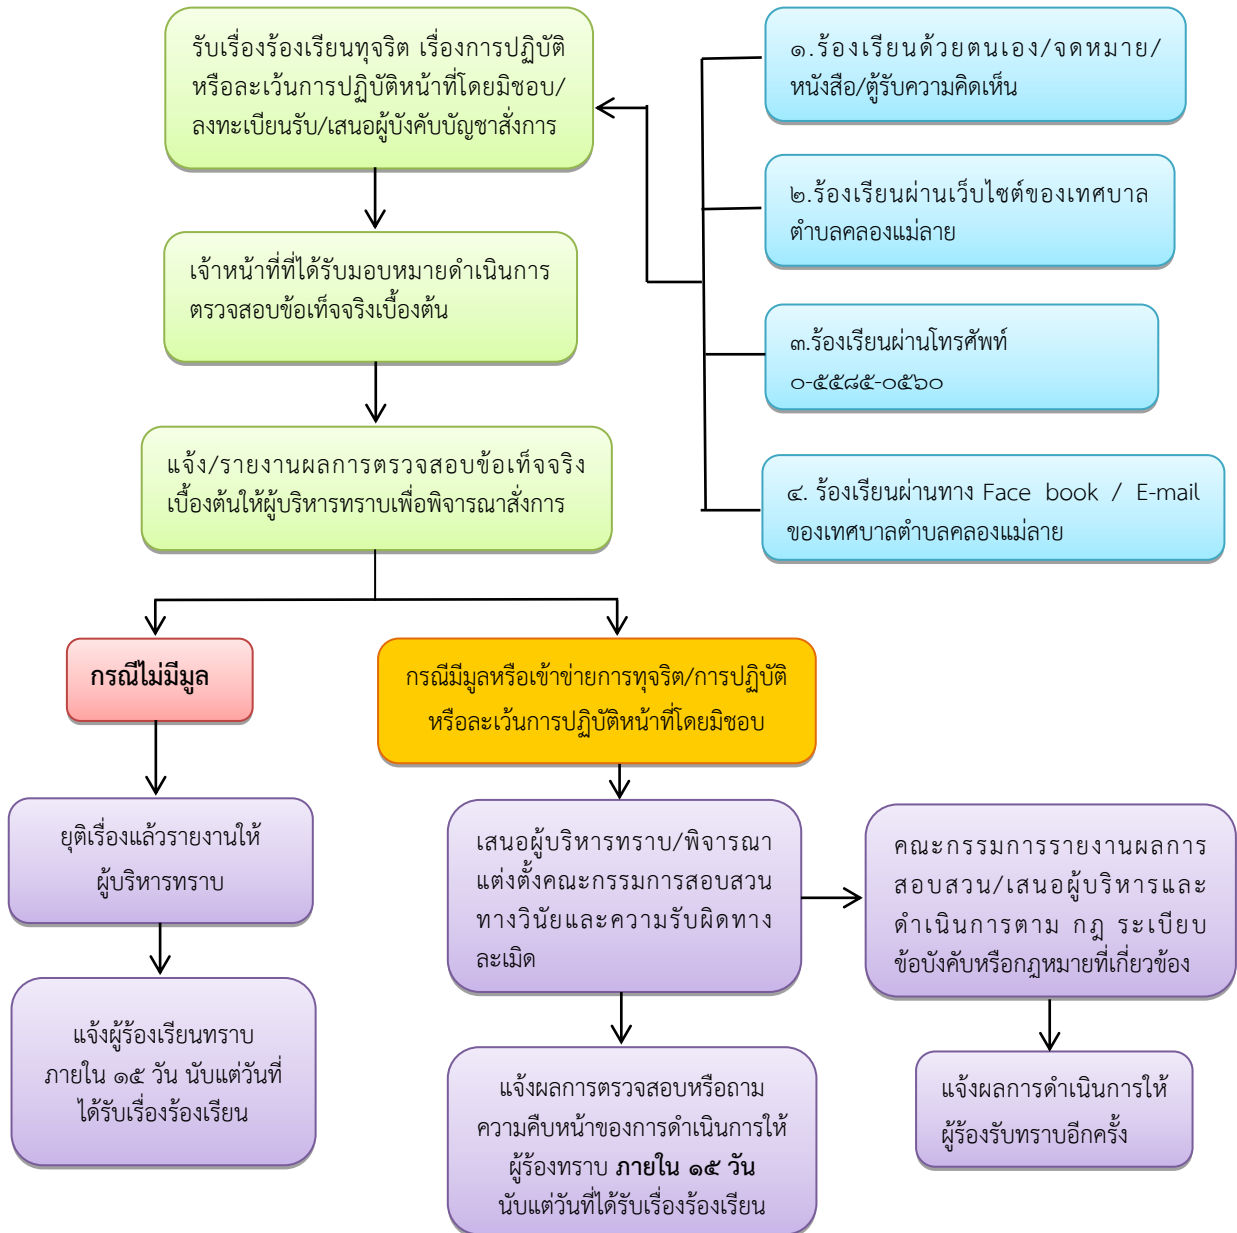 รับเรื่องร้องเรียนทุจริต เรื่องการปฏิบัติ
หรือละเว้นการปฏิบัติหน้าที่โดยมิชอบ/
ลงทะเบียนรับ/เสนอผู้บังคับบัญชาสั่งการ
๑.ร้องเรียนด้วยตนเอง/จดหมาย/
หนังสือ/ตู้รับความคิดเห็น
๒.ร้องเรียนผ่านเว็บไซต์ของเทศบาล
ตำบลคลองแม่ลาย
๓.ร้องเรียนผ่านโทรศัพท์
๐-๕๕๘๕-๐๕๖๐
๔. ร้องเรียนผ่านทาง Face book / E-mail
ของเทศบาลตำบลคลองแม่ลาย
เจ้าหน้าที่ที่ได้รับมอบหมายดำเนินการ
ตรวจสอบข้อเท็จจริงเบื้องต้น
แจ้ง/รายงานผลการตรวจสอบข้อเท็จจริง
เบื้องต้นให้ผู้บริหารทราบเพื่อพิจารณาสั่งการ
กรณีไม่มีมูล
กรณีมีมูลหรือเข้าข่ายการทุจริต/การปฏิบัติ
หรือละเว้นการปฏิบัติหน้าที่โดยมิชอบ
ยุติเรื่องแล้วรายงานให้
ผู้บริหารทราบ
แจ้งผู้ร้องเรียนทราบ
ภายใน ๑๕ วัน นับแต่วันที่
ได้รับเรื่องร้องเรียน
เสนอผู้บริหารทราบ/พิจารณา
แต่งตั้งคณะกรรมการสอบสวน
ทางวินัยและความรับผิดทาง
ละเมิด
แจ้งผลการตรวจสอบหรือถาม
ความคืบหน้าของการดำเนินการให้
ผู้ร้องทราบ ภายใน ๑๕ วัน
นับแต่วันที่ได้รับเรื่องร้องเรียน
คณะกรรมการรายงานผลการ
สอบสวน/เสนอผู้บริหารและ
ดำเนินการตาม กฎ ระเบียบ
ข้อบังคับหรือกฎหมายที่เกี่ยวข้อง
แจ้งผลการดำเนินการให้
ผู้ร้องรับทราบอีกครั้ง